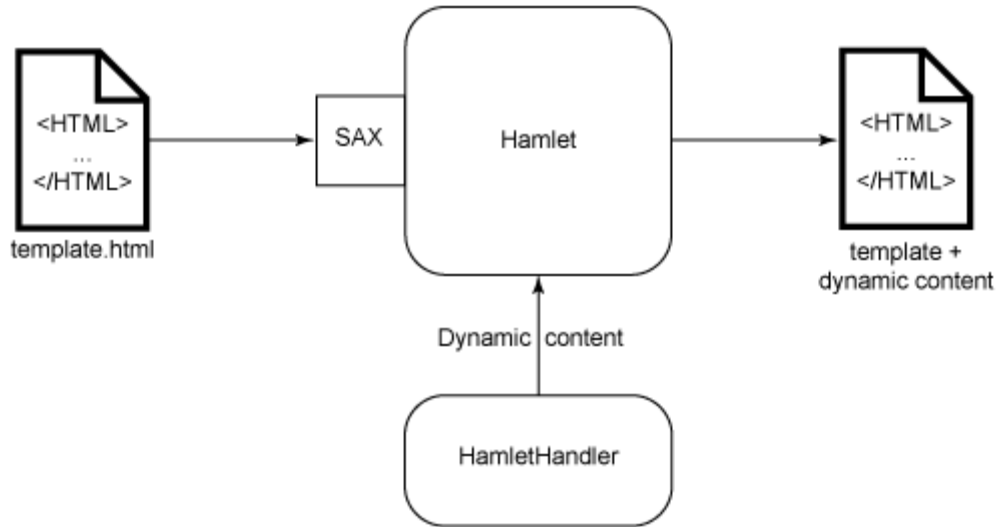 <HTML>
...
</HTML>
template.html
SAX
Hamlet
<HTML>
...
</HTML>
template +
dynamic content
Dynamic content
HamletHandler